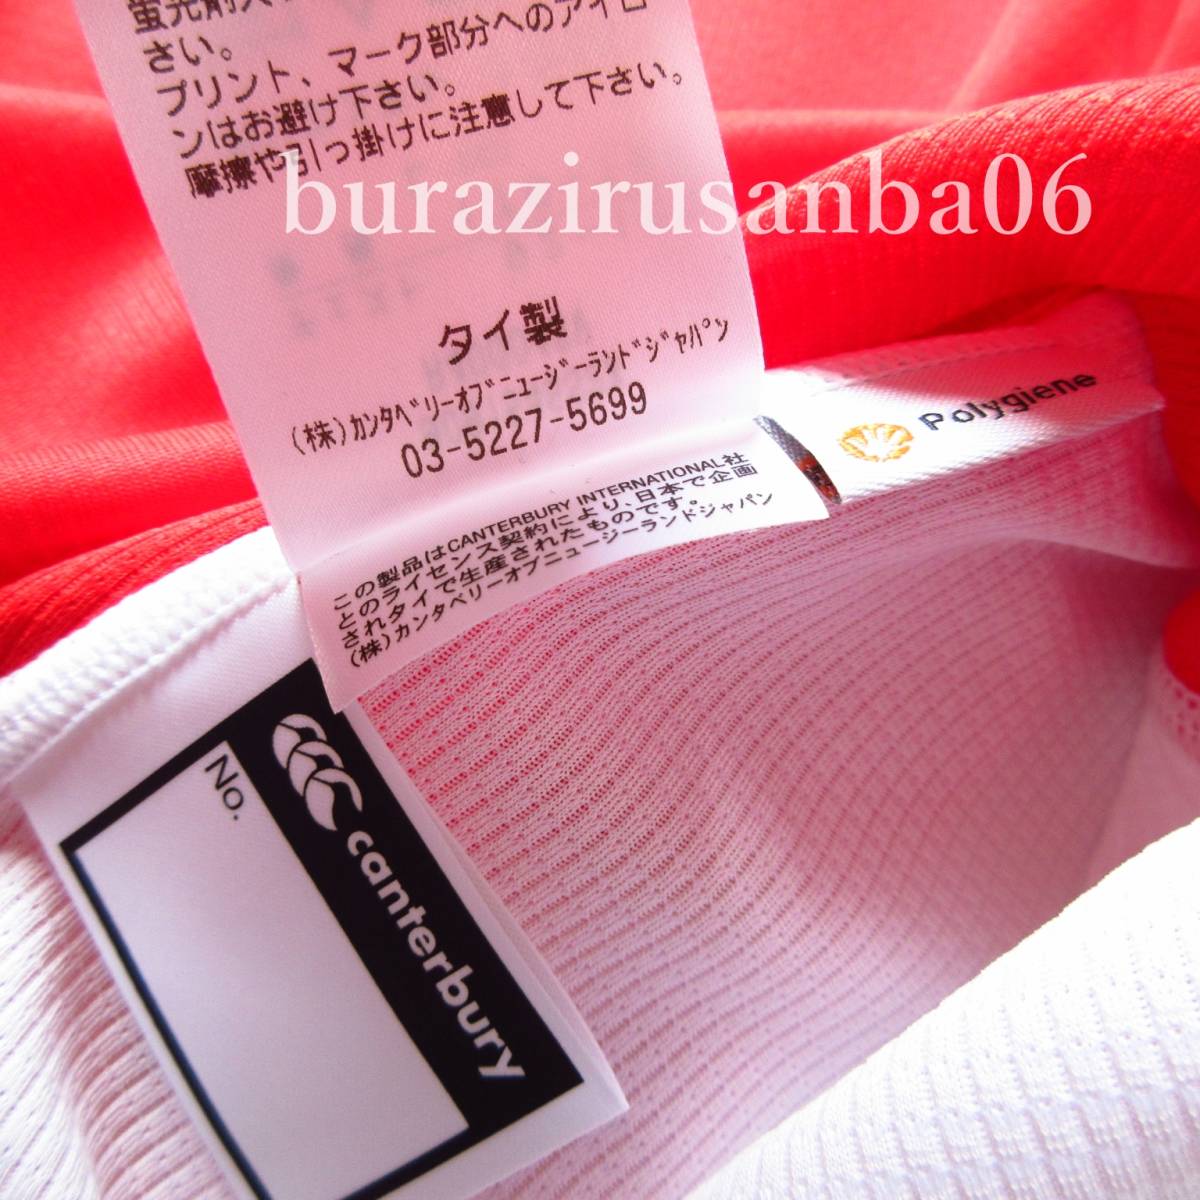 さい。
プリント、マーク部分へのアイロ
ンはお避け下さい。
摩擦や引っ掛けに注意して下さい。
burazirusanba06
タイ製
(株)ｶﾝﾀﾍﾞﾘｰｵﾌﾞﾆｭｰｼﾞｰﾗﾝﾄﾞｼﾞｬﾊﾟﾝ
03-5227-5699
この製品はCANTERBURY INTERNATIONAL社
とのライセンス契約により、日本で企画
されタイで生産されたものです。
(株)カンタベリーオブニュージーランドジャパン
Polygiene
canterbury
No.